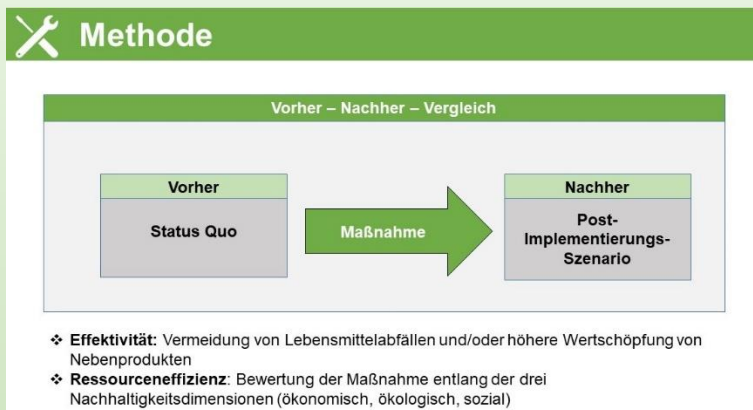 Methode
Vorher – Nachher – Vergleich
Vorher
Status Quo
Maßnahme
Nachher
Post-
Implementierungs-
Szenario
❖ Effektivität: Vermeidung von Lebensmittelabfällen und/oder höhere Wertschöpfung von
Nebenprodukten
❖ Ressourceneffizienz: Bewertung der Maßnahme entlang der drei
Nachhaltigkeitsdimensionen (ökonomisch, ökologisch, sozial)